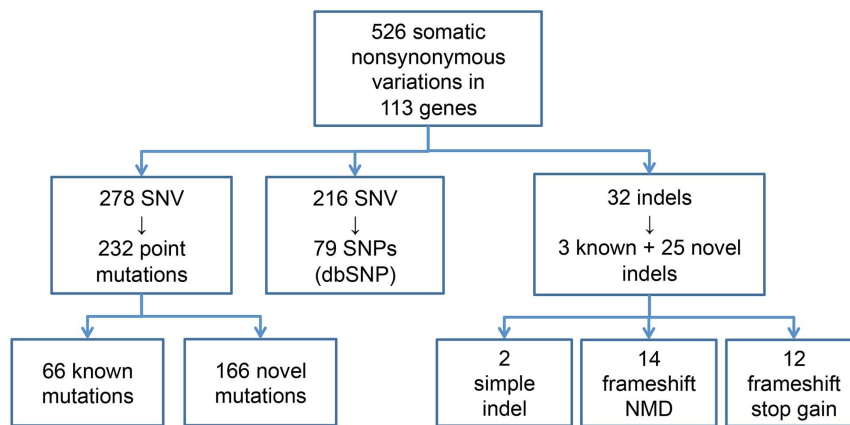 526 somatic
nonsynonymous
variations in
113 genes
278 SNV
↓
232 point
mutations
216 SNV
↓
79 SNPs
(dbSNP)
32 indels
↓
3 known + 25 novel
indels
66 known
mutations
166 novel
mutations
2
simple
indel
14
frameshift
NMD
12
frameshift
stop gain